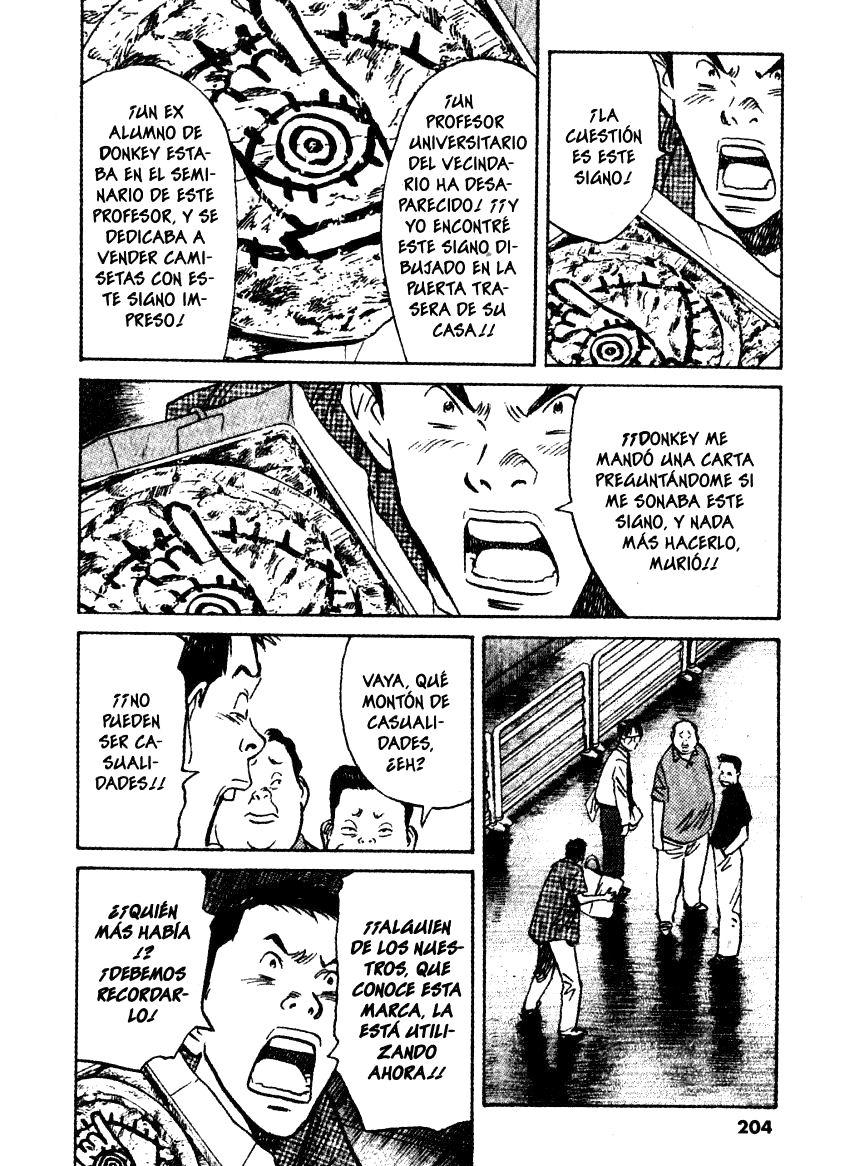 ¡LA
CUESTIÓN
ES ESTE
SIGNO!
¡UN
PROFESOR
UNIVERSITARIO
DEL VECINDA-
RIO HA DESA-
PARECIDO! ¡¡Y
YO ENCONTRÉ
ESTE SIGNO DI-
BUJADO EN LA
PUERTA TRA-
SERA DE SU
CASA!!
¡UN EX
ALUMNO DE
DONKEY ESTA-
BA EN EL SEMI-
NARIO DE ESTE
PROFESOR, Y SE
DEDICABA A
VENDER CAMI-
SETAS CON ES-
TE SIGNO IM-
PRESO!
¡¡DONKEY ME
MANDÓ UNA CARTA
PREGUNTÁNDOME SI
ME SONABA ESTE
SIGNO, Y NADA
MÁS HACERLO,
MURIÓ!!
VAYA, QUÉ
MONTÓN DE
CASUALI-
DADES,
¿EH?
¡¡NO
PUEDEN
SER CA-
SUALI-
DADES!!
¡¡ALGUIEN
DE LOS NUES-
TROS, QUE
CONOCE ESTA
MARCA, LA
ESTÁ UTILI-
ZANDO
AHORA!!
¿¡QUIÉN
MÁS HABÍA
!?
¡DEBEMOS
RECORDAR-
LO!
204